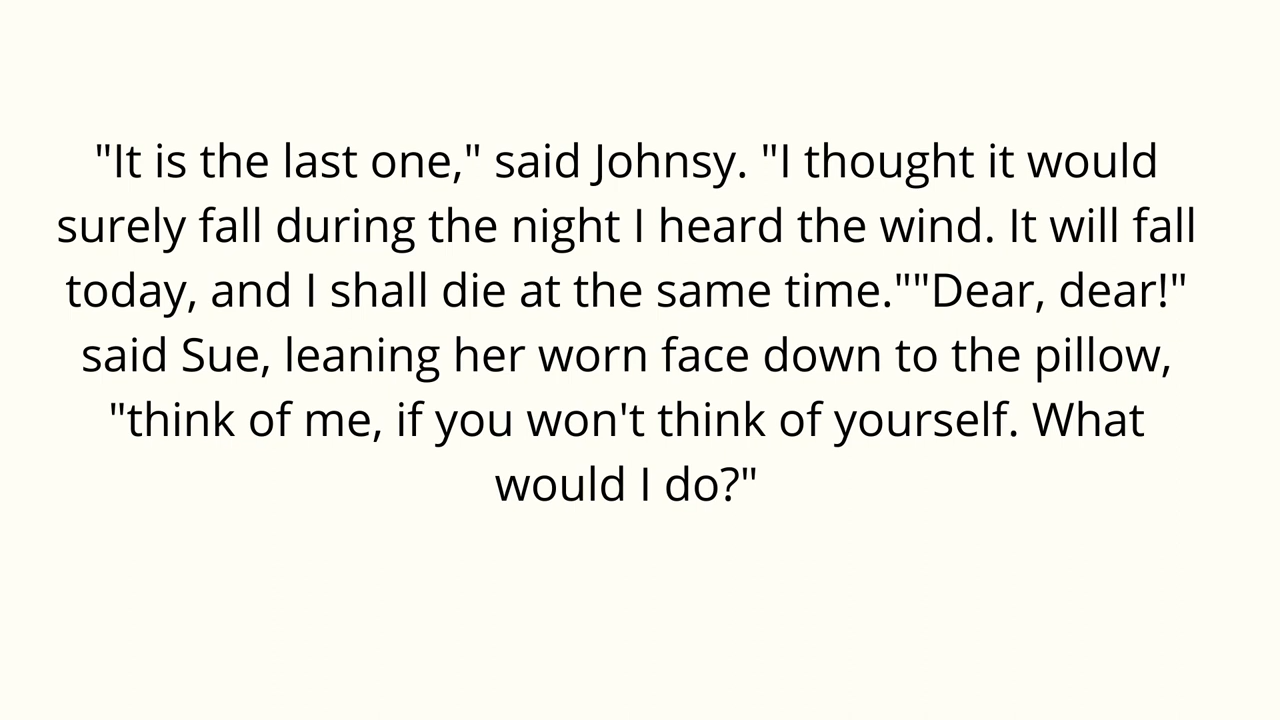 "It is the last one," said Johnsy. "I thought it would
surely fall during the night I heard the wind. It will fall
today, and I shall die at the same time.""Dear, dear!"
said Sue, leaning her worn face down to the pillow,
"think of me, if you won't think of yourself. What
would I do?"